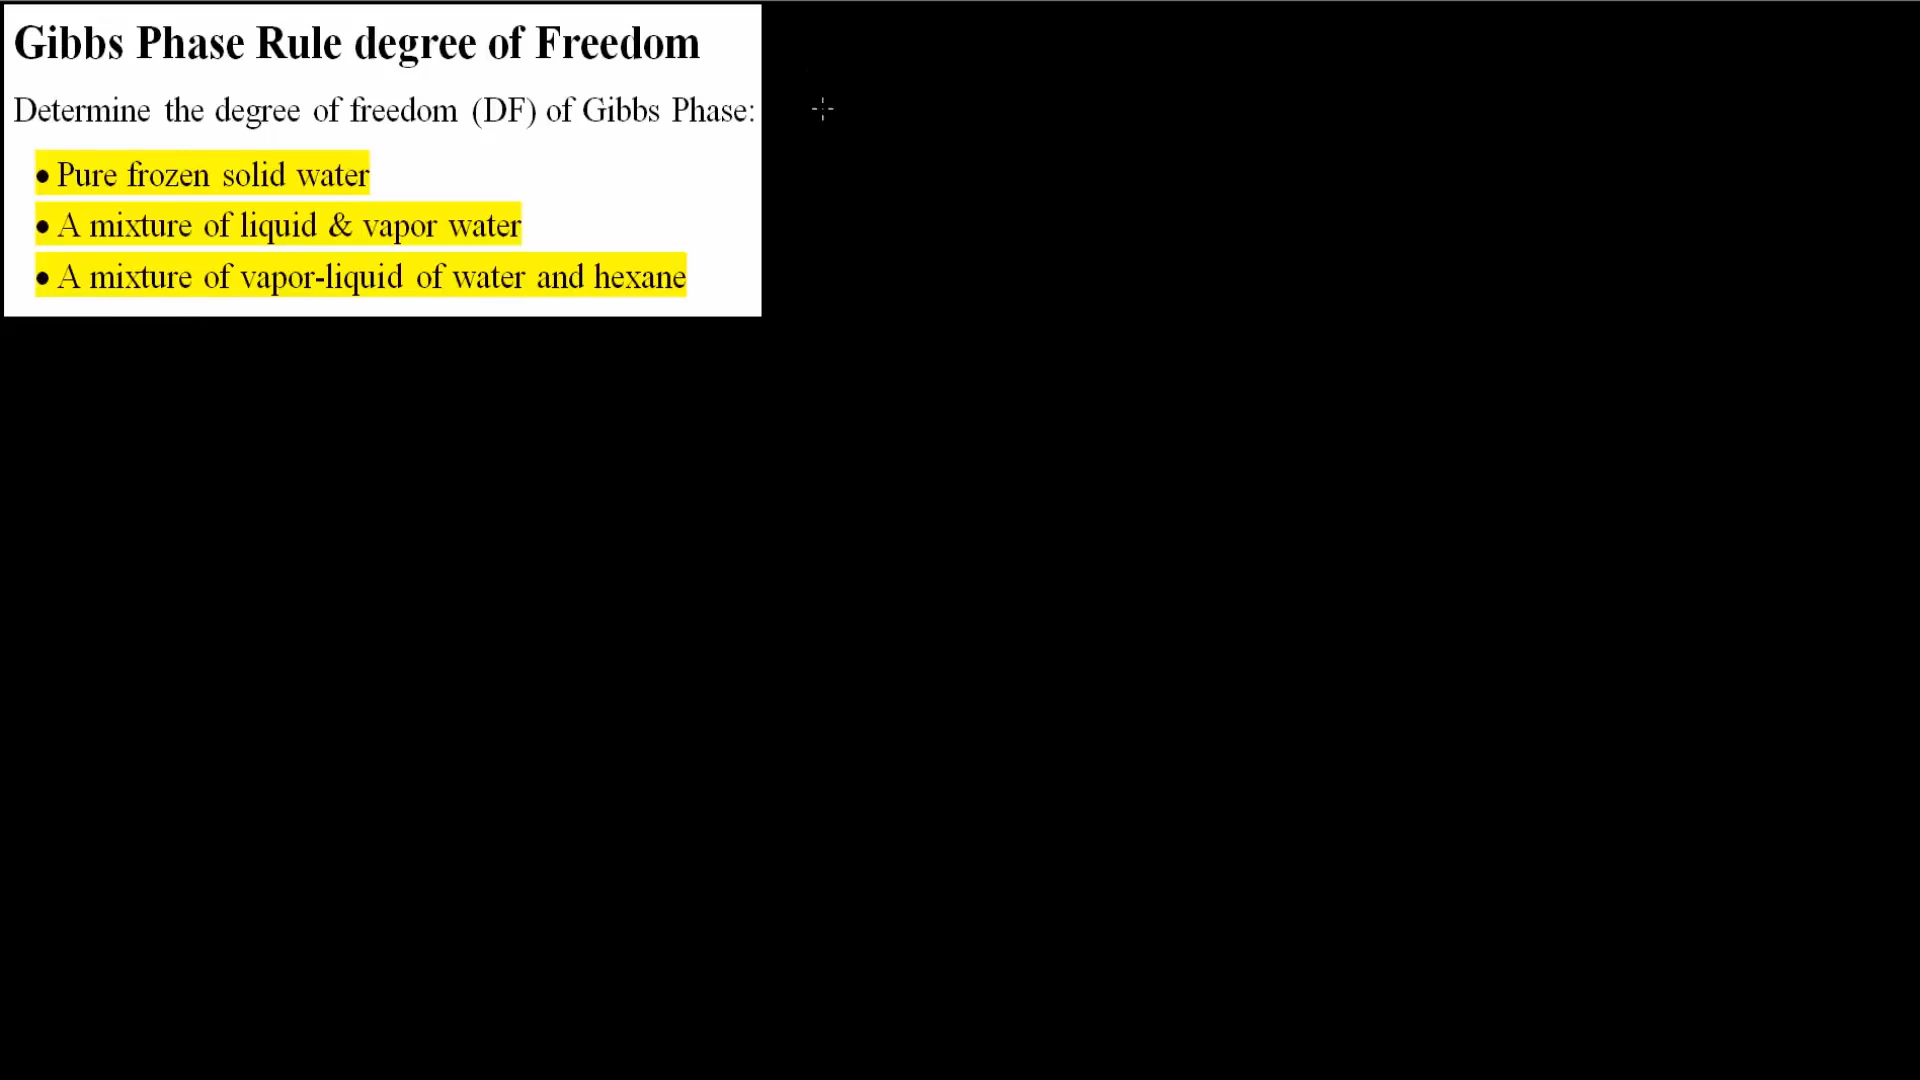 Gibbs Phase Rule degree of Freedom
Determine the degree of freedom (DF) of Gibbs Phase:
• Pure frozen solid water
• A mixture of liquid & vapor water
• A mixture of vapor-liquid of water and hexane